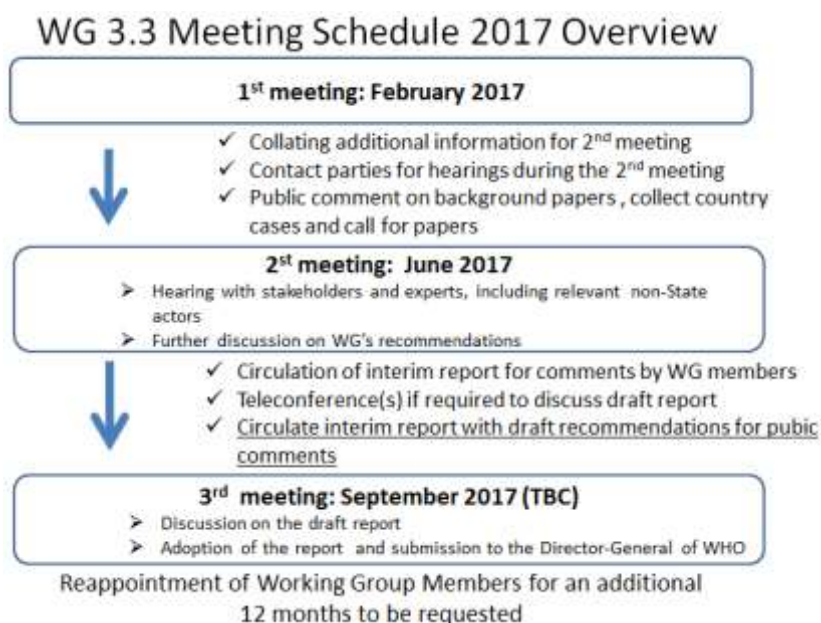 WG 3.3 Meeting Schedule 2017 Overview
1st meeting: February 2017
✓ Collating additional information for 2nd meeting
✓ Contact parties for hearings during the 2nd meeting
✓ Public comment on background papers , collect country
cases and call for papers
2st meeting: June 2017
➢ Hearing with stakeholders and experts, including relevant non-State
actors
➢ Further discussion on WG's recommendations
✓ Circulation of interim report for comments by WG members
✓ Teleconference(s) if required to discuss draft report
✓ Circulate interim report with draft recommendations for pubic
comments
3rd meeting: September 2017 (TBC)
➢ Discussion on the draft report
➢ Adoption of the report and submission to the Director-General of WHO
Reappointment of Working Group Members for an additional
12 months to be requested